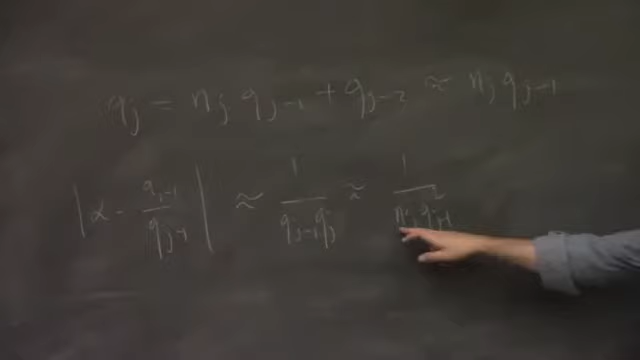 q_j = n_j q_{j-1} + q_{j-2} ≈ n_j q_{j-1}
|α - a_{j-1}/q_{j-1}| ≈ 1/(q_{j-1} q_j) ≈ 1/(n_j q_{j-1}^2)